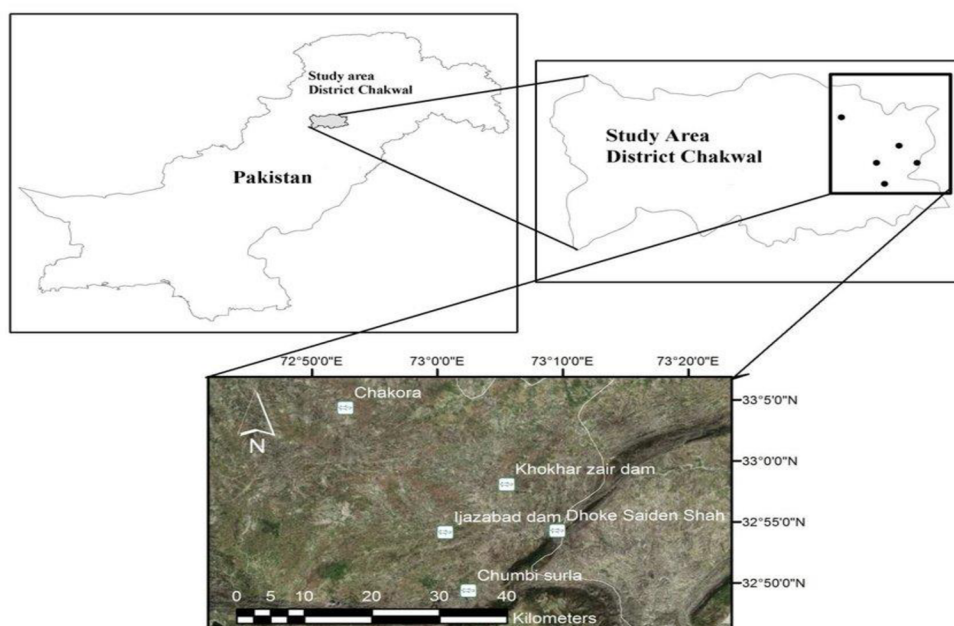 Study area
District Chakwal
Pakistan
Study Area
District Chakwal
72°50'0"E 73°0'0"E 73°10'0"E 73°20'0"E
33°5'0"N
33°0'0"N
32°55'0"N
32°50'0"N
Chakora
N
Khokhar zair dam
Ijazabad dam Dhoke Saiden Shah
Chumbi surla
0 5 10 20 30 40
Kilometers